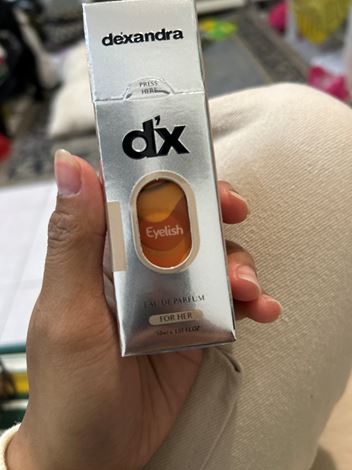 dexandra
PRESS
HERE
d'x
Eyelish
EAU DE PARFUM
FOR HER